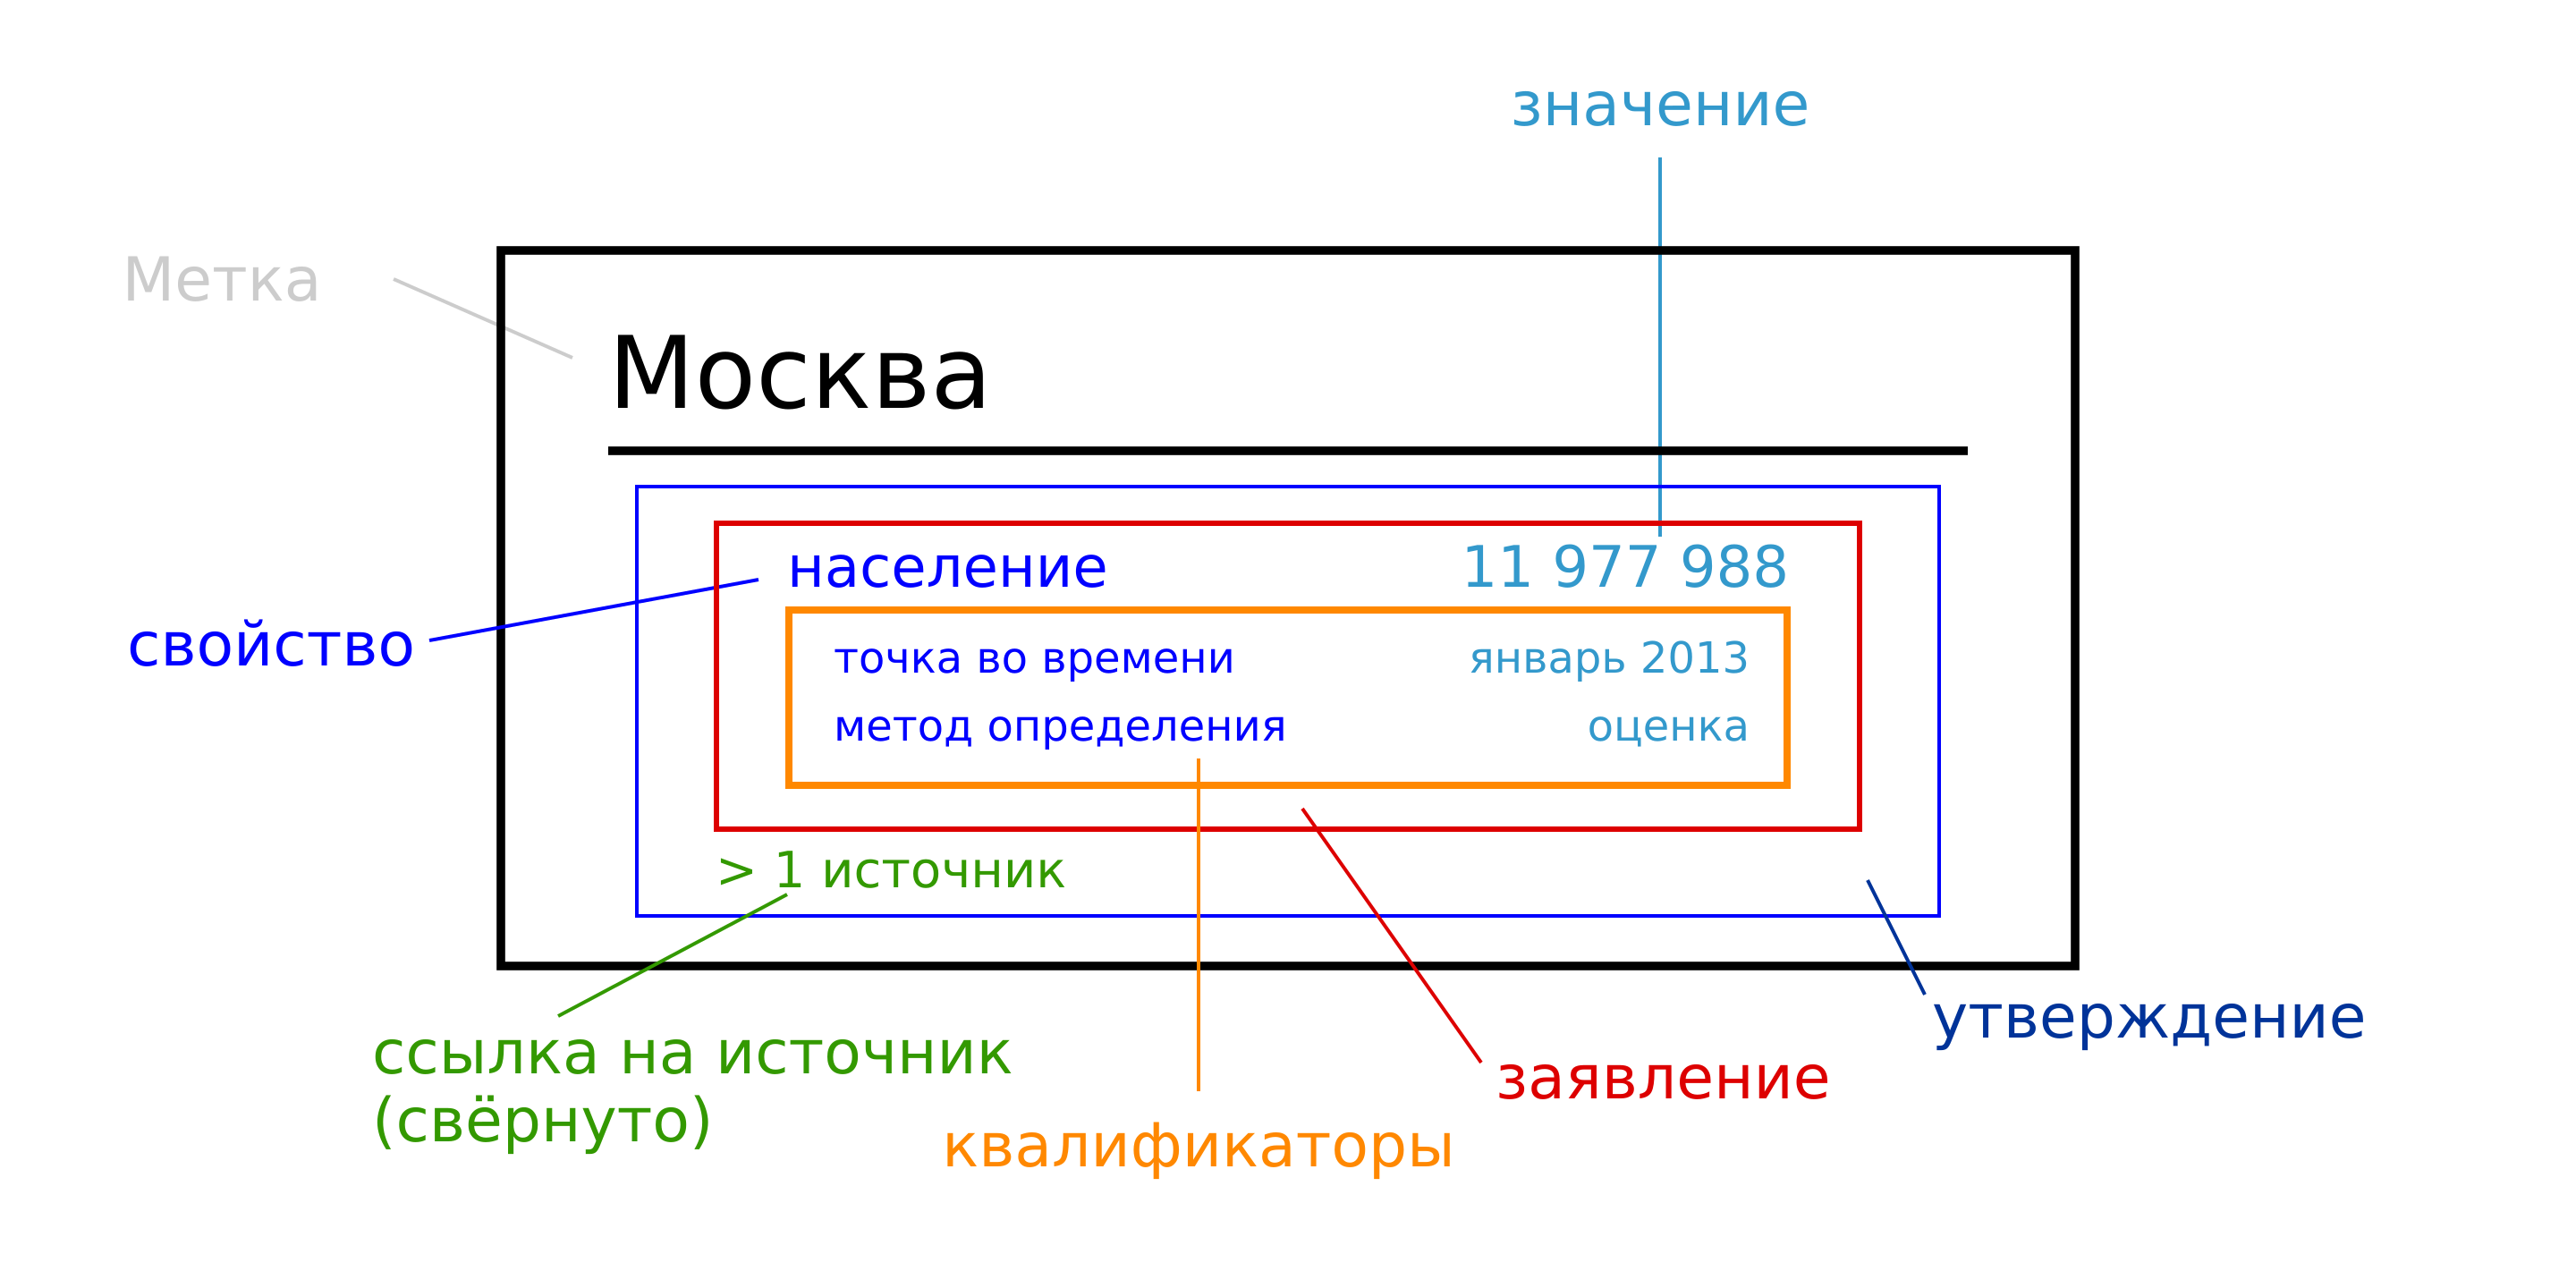 значение
Метка
Москва
население 11 977 988
свойство
точка во времени январь 2013
метод определения оценка
> 1 источник
утверждение
ссылка на источник
(свёрнуто)
заявление
квалификаторы